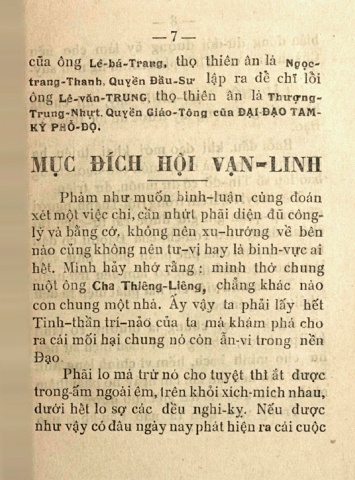 — 7 —
của ông Lê-bá-Trang, thọ thiên ân là Ngọc-
trang-Thanh, Quyền Đầu-Sư lập ra để chỉ lỗi
ông Lê-văn-TRUNG, thọ thiên ân là Thượng-
Trung-Nhựt, Quyền Giáo-Tông của ĐẠI ĐẠO TAM-
KỲ PHỔ-ĐỘ.
MỤC ĐÍCH HỘI VẠN-LINH
Phàm như muốn bình-luận cùng đoán
xét một việc chi, cần nhứt phải diện đủ công-
lý và bằng cớ, không nên xu-hướng về bên
nào cũng không nên tư-vị hay là binh-vực ai
hết. Mình hảy nhớ rằng : mình thờ chung
một ông Cha Thiêng-Liêng, chẳng khác nào
con chung một nhà. Ấy vậy ta phải lấy hết
Tinh-thần trí-não của ta mà khám phá cho
ra cái mối hại chung nó còn ẩn-vi trong nền
Đạo.
Phải lo mà trừ nó cho tuyệt thì ắt được
trong-ấm ngoài êm, trên khỏi xích-mích nhau,
dưới hết lo sợ các đều nghi-kỵ. Nếu được
như vậy có đâu ngày nay phát hiện ra cái cuộc